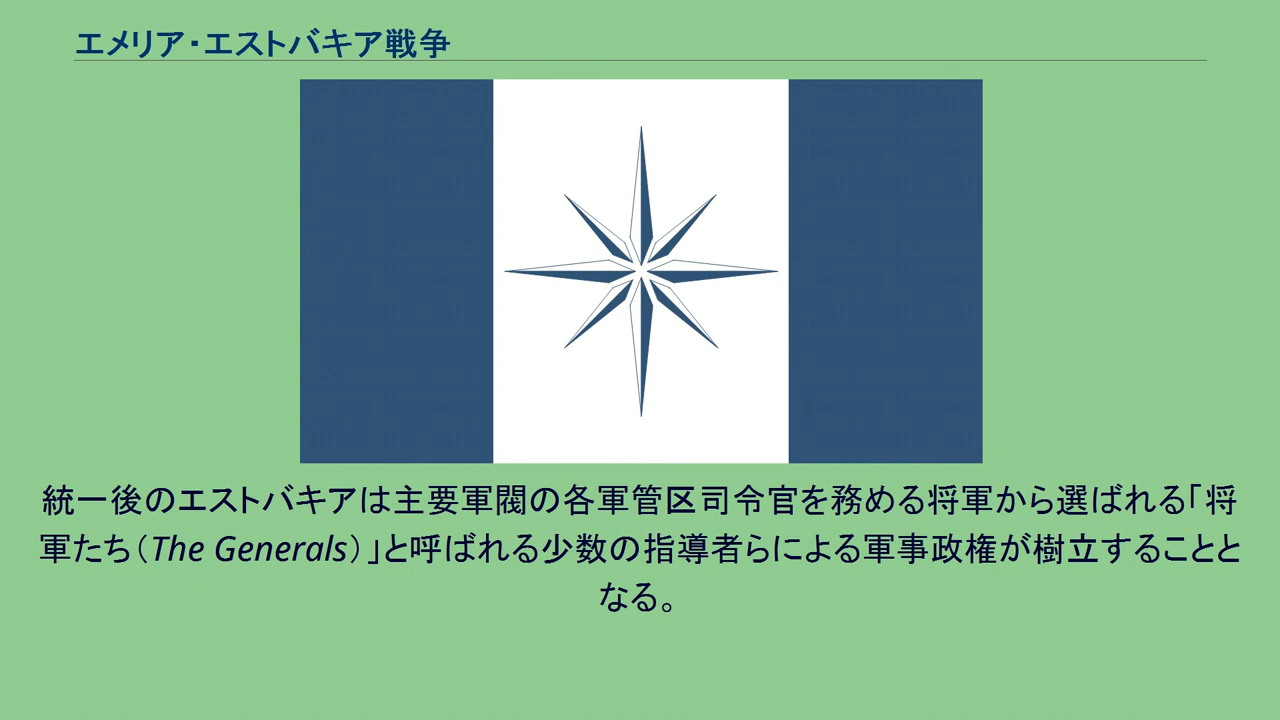 エメリア・エストバキア戦争
統一後のエストバキアは主要軍閥の各軍管区司令官を務める将軍から選ばれる「将
軍たち（The Generals）」と呼ばれる少数の指導者らによる軍事政権が樹立することと
なる。